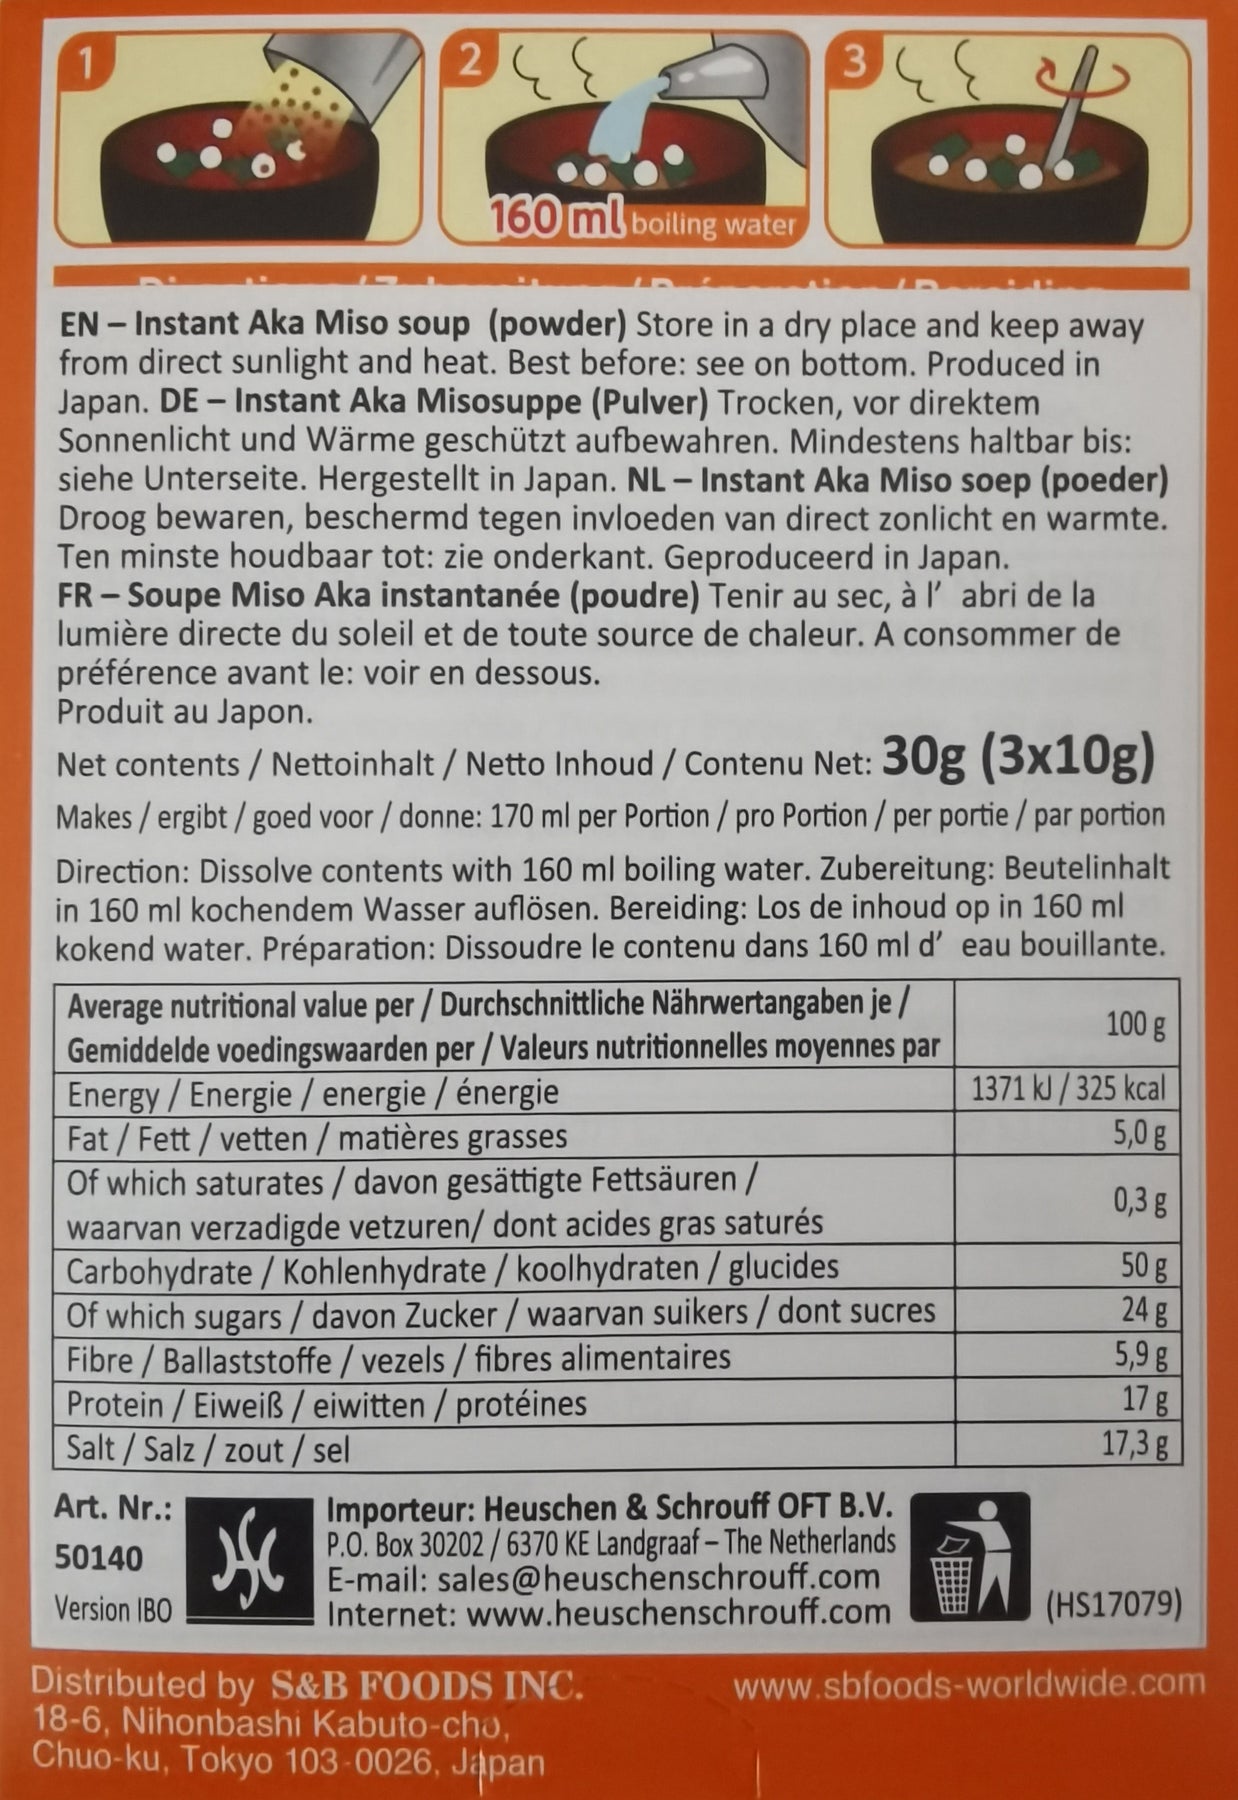 1
2
3
160 ml boiling water
EN – Instant Aka Miso soup (powder) Store in a dry place and keep away
from direct sunlight and heat. Best before: see on bottom. Produced in
Japan. DE – Instant Aka Misosuppe (Pulver) Trocken, vor direktem
Sonnenlicht und Wärme geschützt aufbewahren. Mindestens haltbar bis:
siehe Unterseite. Hergestellt in Japan. NL – Instant Aka Miso soep (poeder)
Droog bewaren, beschermd tegen invloeden van direct zonlicht en warmte.
Ten minste houdbaar tot: zie onderkant. Geproduceerd in Japan.
FR – Soupe Miso Aka instantanée (poudre) Tenir au sec, à l’ abri de la
lumière directe du soleil et de toute source de chaleur. A consommer de
préférence avant le: voir en dessous.
Produit au Japon.
Net contents / Nettoinhalt / Netto Inhoud / Contenu Net: 30g (3x10g)
Makes / ergibt / goed voor / donne: 170 ml per Portion / pro Portion / per portie / par portion
Direction: Dissolve contents with 160 ml boiling water. Zubereitung: Beutelinhalt
in 160 ml kochendem Wasser auflösen. Bereiding: Los de inhoud op in 160 ml
kokend water. Préparation: Dissoudre le contenu dans 160 ml d’ eau bouillante.
Average nutritional value per / Durchschnittliche Nährwertangaben je /
Gemiddelde voedingswaarden per / Valeurs nutritionnelles moyennes par
100 g
Energy / Energie / energie / énergie 1371 kJ / 325 kcal
Fat / Fett / vetten / matières grasses 5,0 g
Of which saturates / davon gesättigte Fettsäuren /
waarvan verzadigde vetzuren/ dont acides gras saturés
0,3 g
Carbohydrate / Kohlenhydrate / koolhydraten / glucides 50 g
Of which sugars / davon Zucker / waarvan suikers / dont sucres 24 g
Fibre / Ballaststoffe / vezels / fibres alimentaires 5,9 g
Protein / Eiweiß / eiwitten / protéines 17 g
Salt / Salz / zout / sel 17,3 g
Art. Nr.:
50140
Version IBO
Importeur: Heuschen & Schrouff OFT B.V.
P.O. Box 30202 / 6370 KE Landgraaf – The Netherlands
E-mail: sales@heuschenschrouff.com
Internet: www.heuschenschrouff.com
(HS17079)
Distributed by S&B FOODS INC.
18-6, Nihonbashi Kabuto-cho,
Chuo-ku, Tokyo 103-0026, Japan
www.sbfoods-worldwide.com